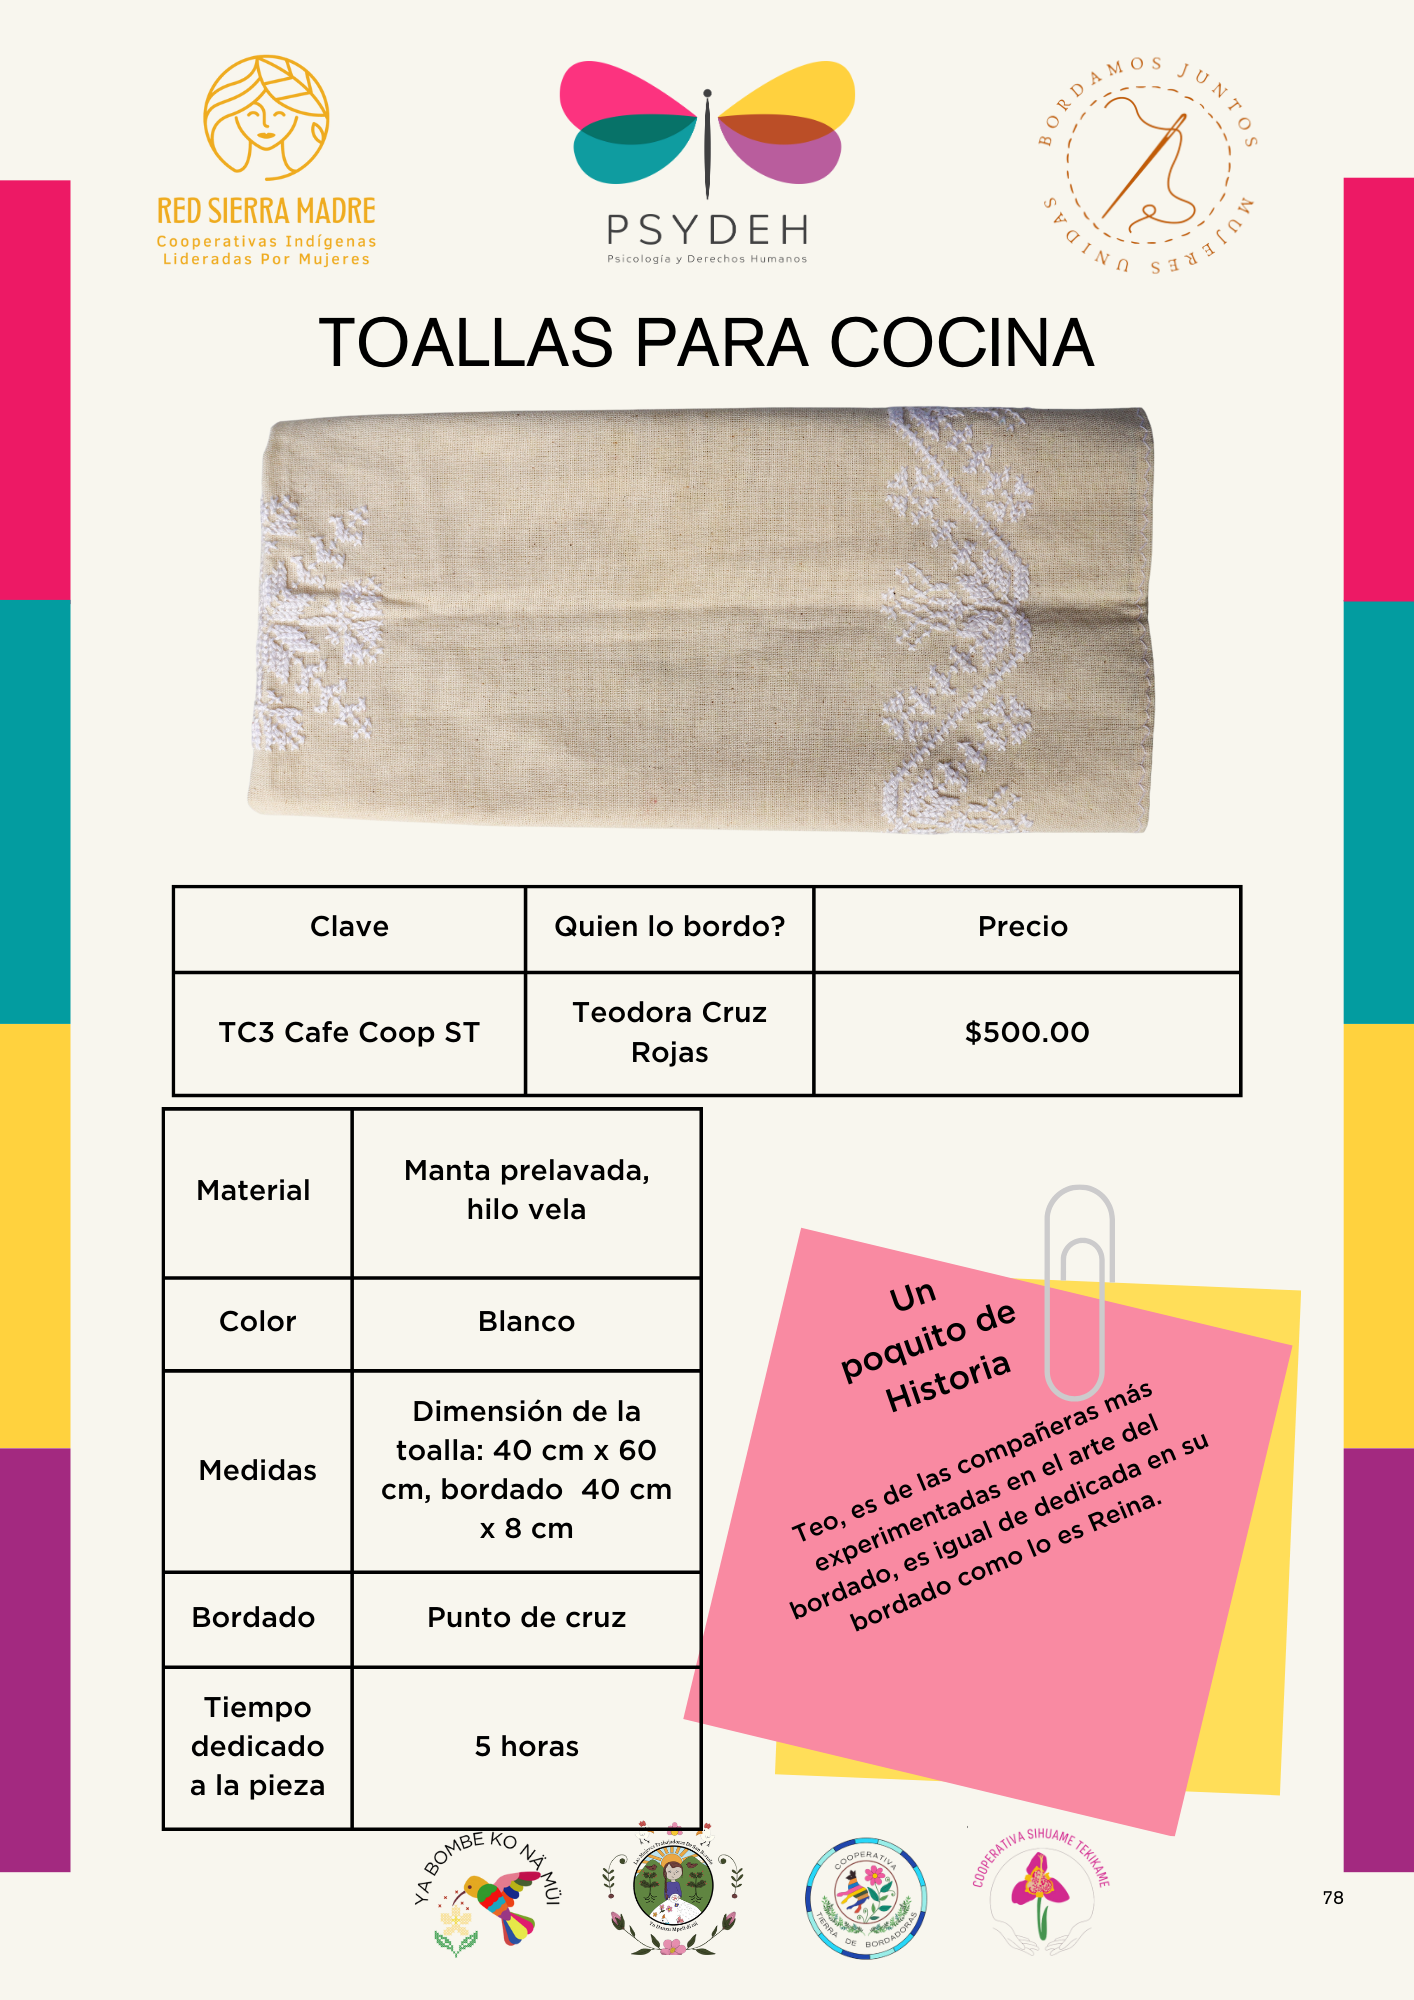 RED SIERRA MADRE
Cooperativas Indígenas
Lideradas Por Mujeres
PSYDEH
Psicología y Derechos Humanos
BORDAMOS JUNTOS
MUJERES UNIDAS
TOALLAS PARA COCINA
Clave
Quien lo bordo?
Precio
TC3 Cafe Coop ST
Teodora Cruz
Rojas
$500.00
Material
Manta prelavada,
hilo vela
Color
Blanco
Medidas
Dimensión de la
toalla: 40 cm x 60
cm, bordado 40 cm
x 8 cm
Bordado
Punto de cruz
Tiempo
dedicado
a la pieza
5 horas
Un
poquito de
Historia
Teo, es de las compañeras más
experimentadas en el arte del
bordado, es igual de dedicada en su
bordado como lo es Reina.
YA BOMBE KO NÄ MÜI
COOPERATIVA
TIERRA DE BORDADORAS
COOPERATIVA SIHUAME TEKIKAME
78